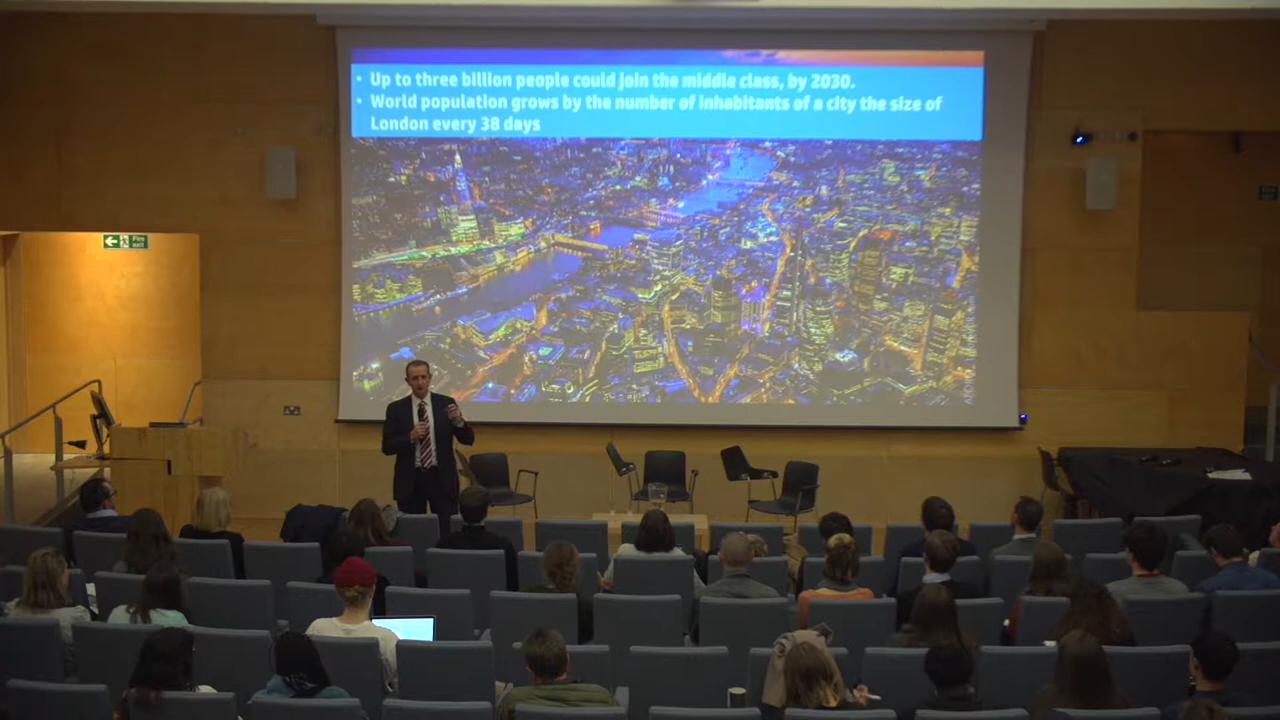 • Up to three billion people could join the middle class, by 2030.
• World population grows by the number of inhabitants of a city the size of
London every 38 days
Fire
exit